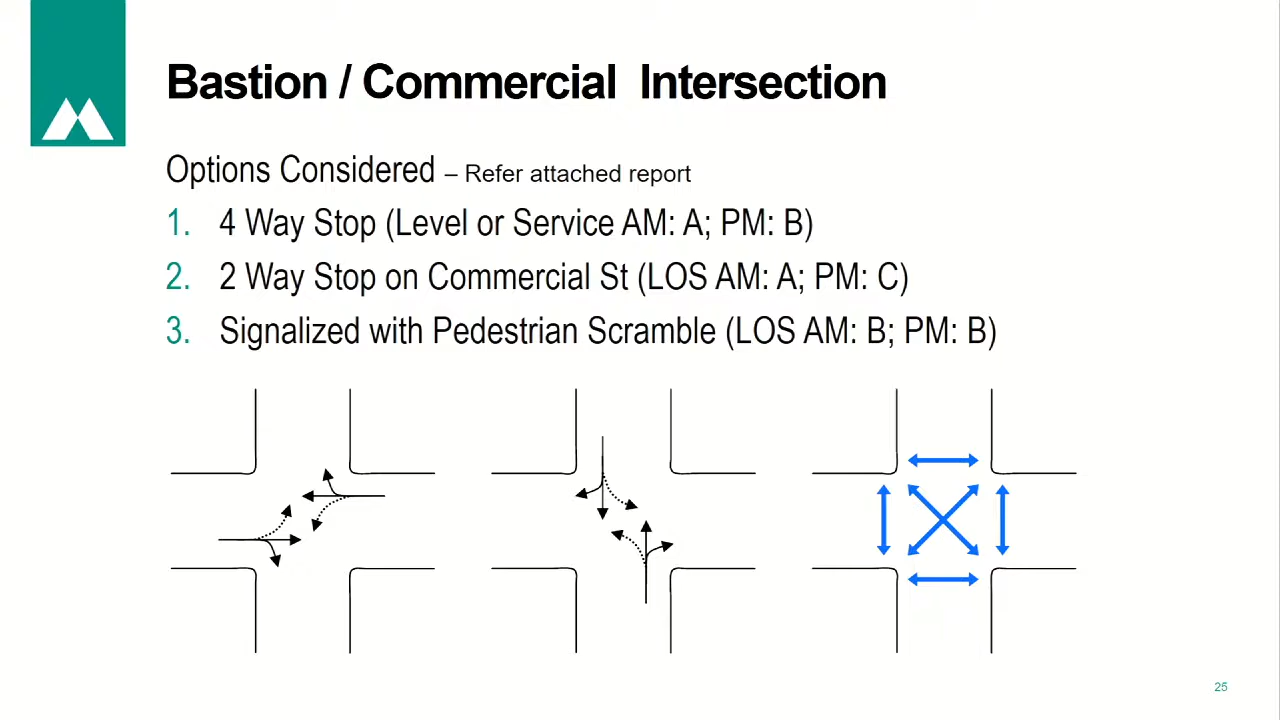 Bastion / Commercial Intersection
Options Considered – Refer attached report
1. 4 Way Stop (Level or Service AM: A; PM: B)
2. 2 Way Stop on Commercial St (LOS AM: A; PM: C)
3. Signalized with Pedestrian Scramble (LOS AM: B; PM: B)
25